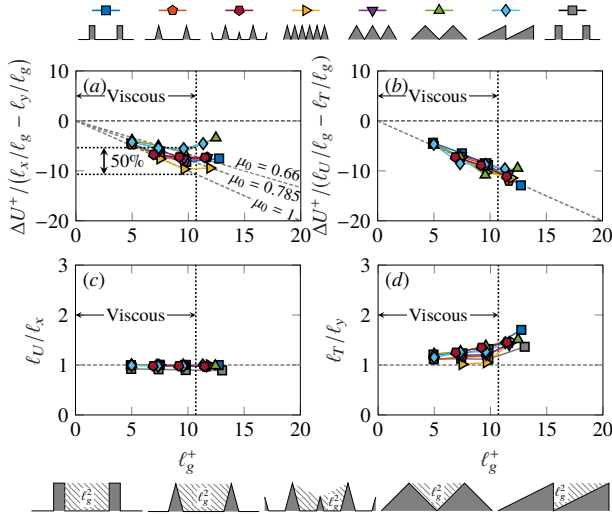 (a)
ΔU⁺/(ℓx/ℓg − ℓy/ℓg)
10
0
−10
−20
Viscous
50%
μ₀ = 0.66
μ₀ = 0.785
μ₀ = 1
0 5 10 15 20
(b)
ΔU⁺/(ℓU/ℓg − ℓT/ℓg)
10
0
−10
−20
Viscous
0 5 10 15 20
(c)
ℓU/ℓx
3
2
1
0
Viscous
0 5 10 15 20
ℓg⁺
(d)
ℓT/ℓy
3
2
1
0
Viscous
0 5 10 15 20
ℓg⁺
ℓg² ℓg² ℓg² ℓg² ℓg²